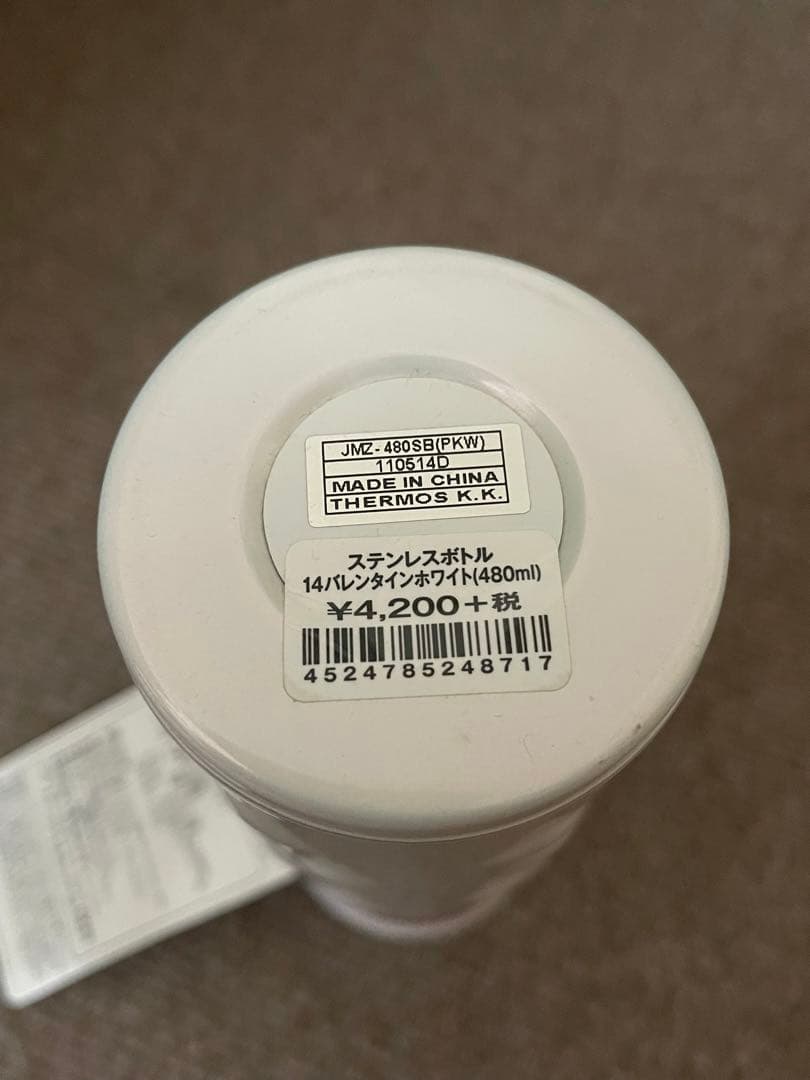 JMZ-480SB(PKW)
110514D
MADE IN CHINA
THERMOS K.K.
ステンレスボトル
14バレンタインホワイト(480ml)
¥4,200+税
4524785248717